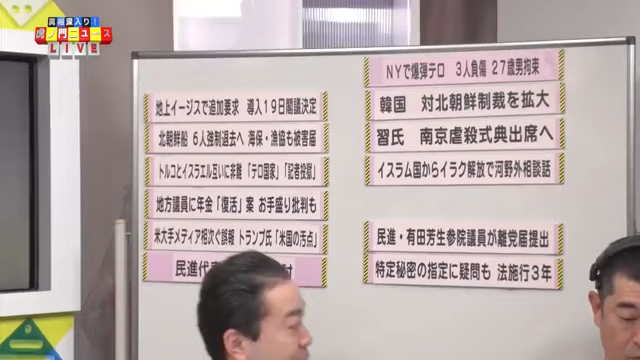 真相深入り!
虎ノ門ニュース
LIVE
地上イージスで追加要求 導入19日閣議決定
北朝鮮船 6人強制退去へ 海保・漁協も被害届
トルコとイスラエル互いに非難 「テロ国家」「記者投獄」
地方議員に年金「復活」案 お手盛り批判も
米大手メディア相次ぐ誤報 トランプ氏「米国の汚点」
民進代
付
NYで爆弾テロ 3人負傷 27歳男拘束
韓国 対北朝鮮制裁を拡大
習氏 南京虐殺式典出席へ
イスラム国からイラク解放で河野外相談話
民進・有田芳生参院議員が離党届提出
特定秘密の指定に疑問も 法施行3年